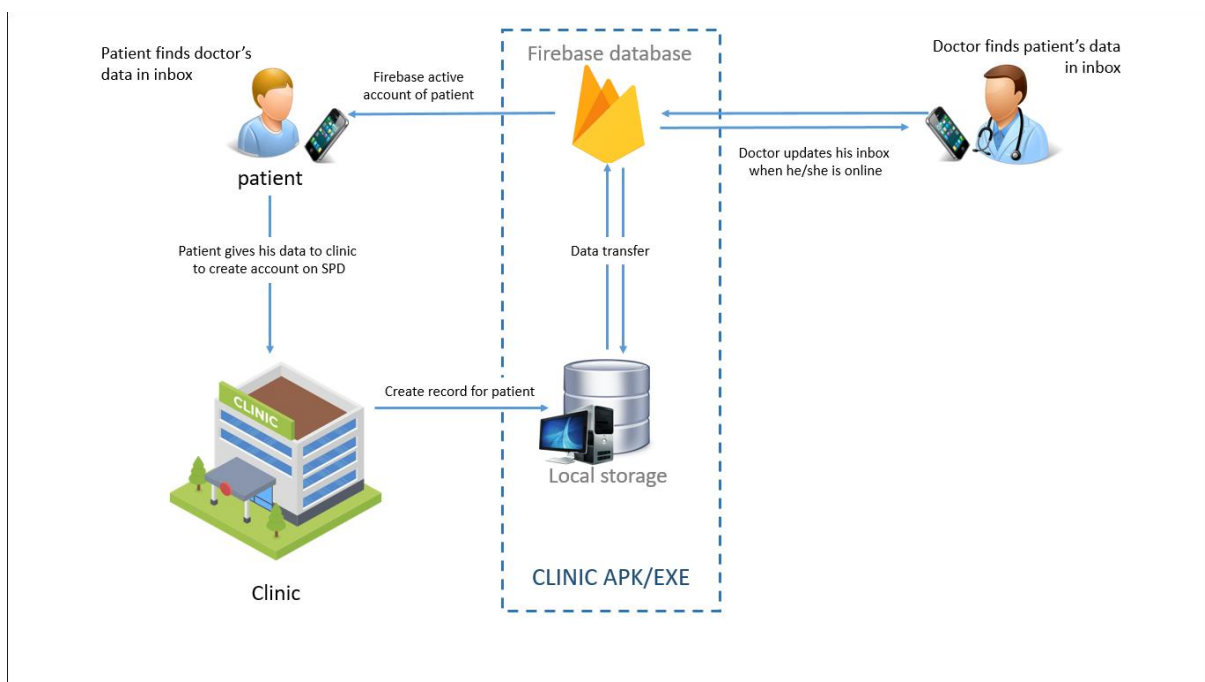 Patient finds doctor's
data in inbox
Firebase active
account of patient
Firebase database
Doctor finds patient's data
in inbox
Doctor updates his inbox
when he/she is online
patient
Patient gives his data to clinic
to create account on SPD
Data transfer
CLINIC
Create record for patient
Local storage
CLINIC APK/EXE
Clinic